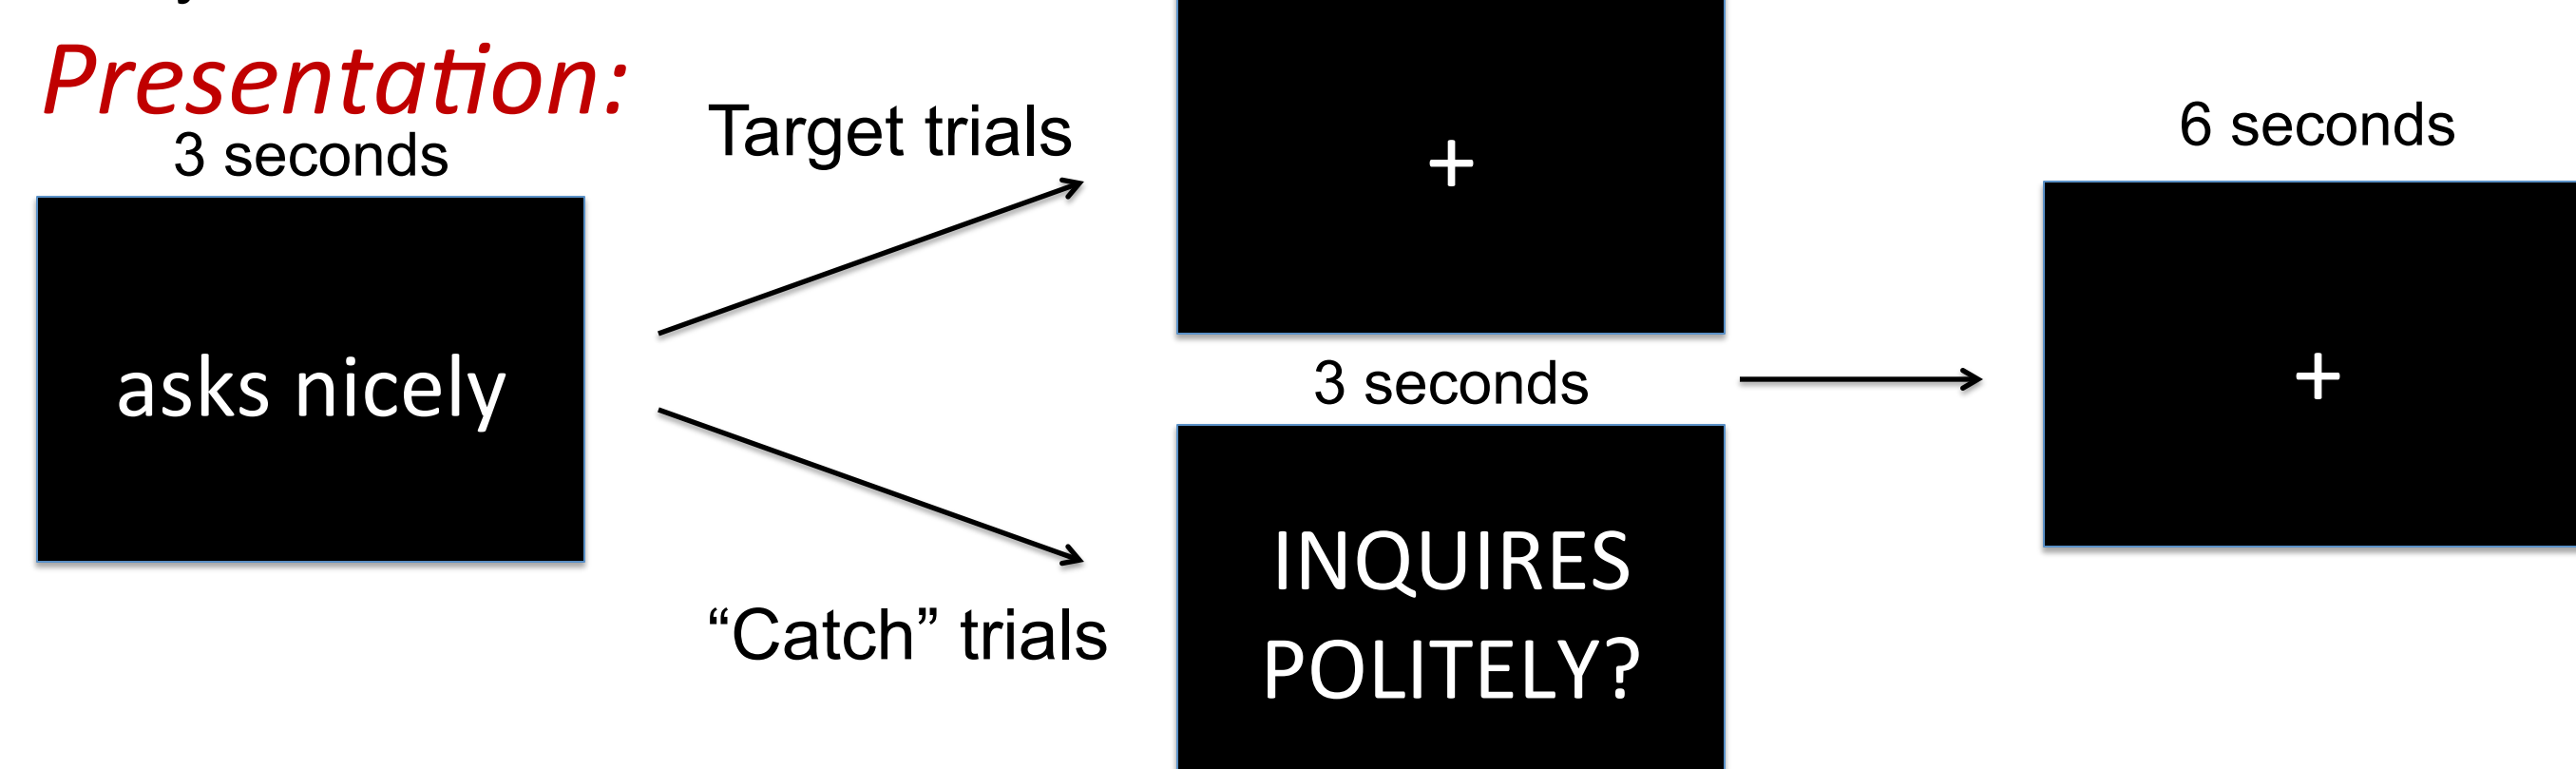 Presentation:
3 seconds
asks nicely
Target trials
“Catch” trials
+
3 seconds
INQUIRES
POLITELY?
6 seconds
+